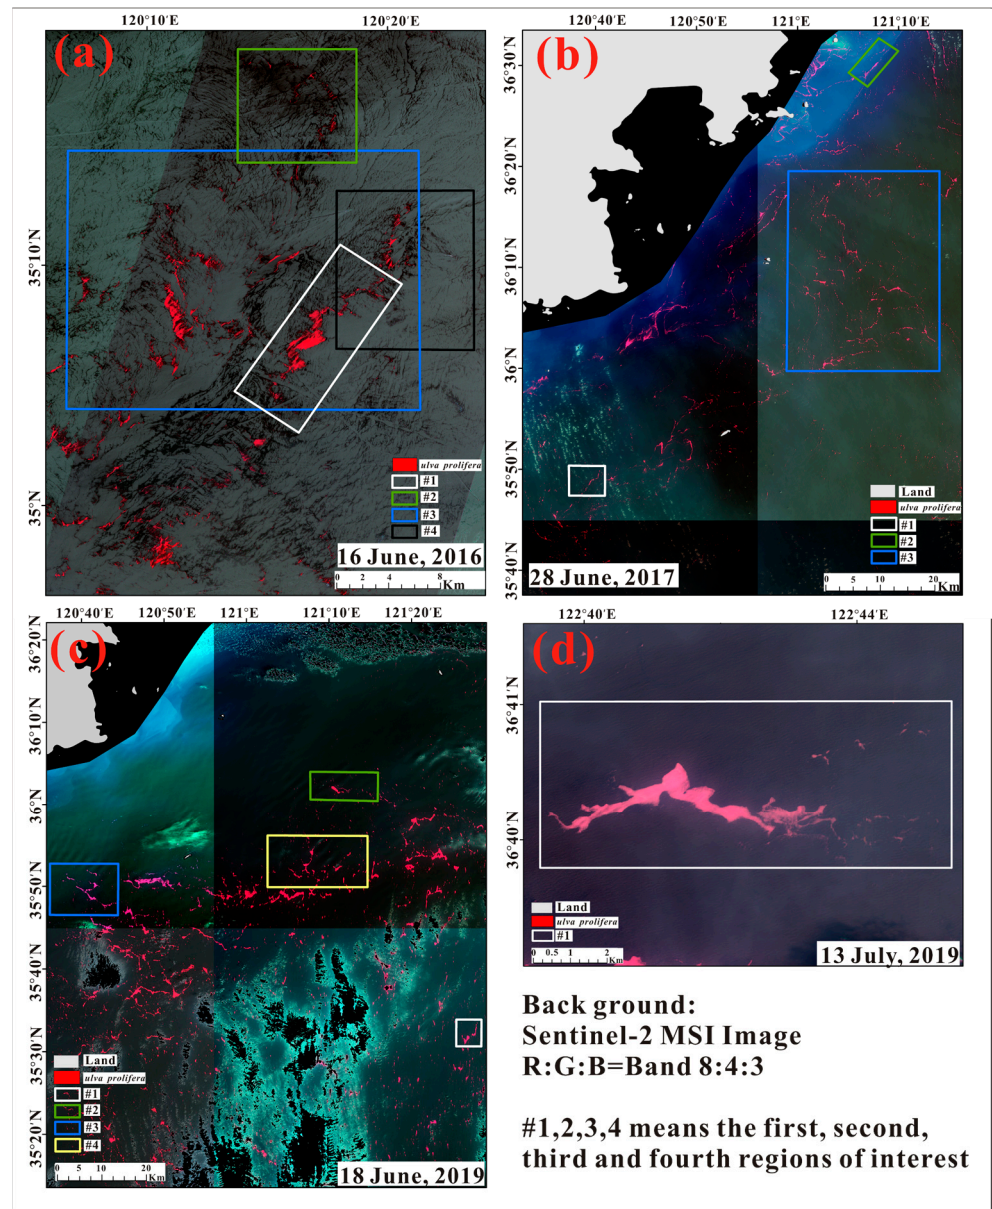 120°10'E 120°20'E
(a)
35°10'N
35°N
ulva prolifera
#1
#2
#3
#4
16 June, 2016
0 2 4 8
Km
120°40'E 120°50'E 121°E 121°10'E
(b)
36°30'N
36°20'N
36°10'N
36°N
35°50'N
35°40'N
Land
ulva prolifera
#1
#2
#3
28 June, 2017
0 5 10 20
Km
120°40'E 120°50'E 121°E 121°10'E 121°20'E
(c)
36°20'N
36°10'N
36°N
35°50'N
35°40'N
35°30'N
35°20'N
Land
ulva prolifera
#1
#2
#3
#4
0 5 10 20
Km
18 June, 2019
122°40'E 122°44'E
(d)
36°41'N
36°40'N
Land
ulva prolifera
#1
0 0.5 1 2
Km
13 July, 2019
Back ground:
Sentinel-2 MSI Image
R:G:B=Band 8:4:3
#1,2,3,4 means the first, second,
third and fourth regions of interest